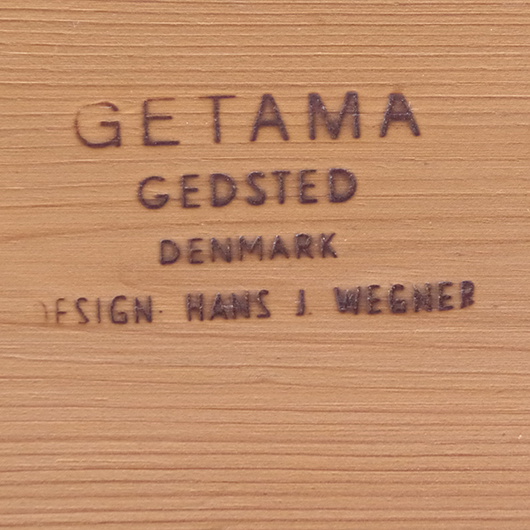 GETAMA
GEDSTED
DENMARK
DESIGN· HANS J. WEGNER